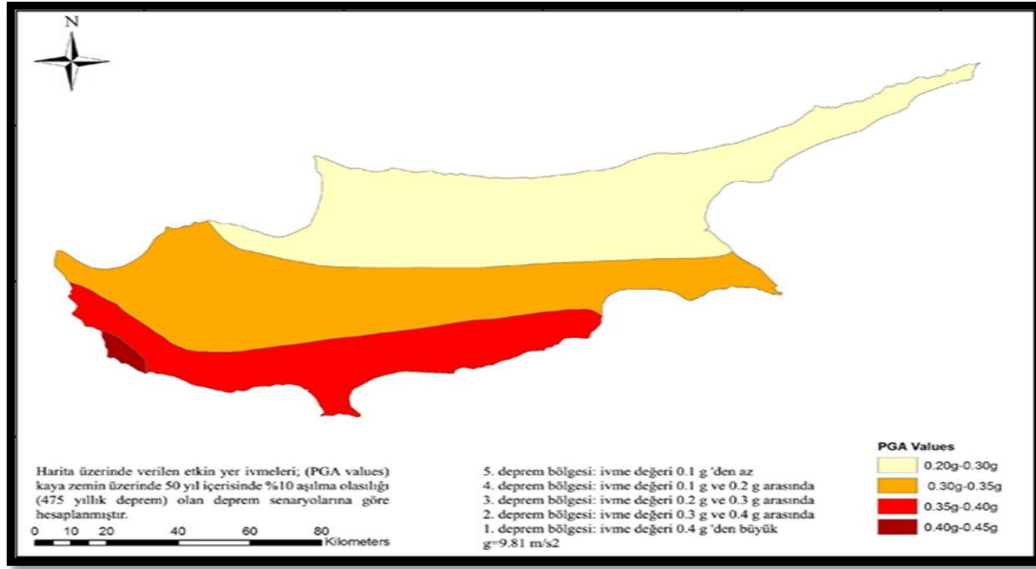 N
Harita üzerinde verilen etkin yer ivmeleri; (PGA values)
kaya zemin üzerinde 50 yıl içerisinde %10 aşılma olasılığı
(475 yıllık deprem) olan deprem senaryolarına göre
hesaplanmıştır.
0 10 20 40 60 80
Kilometers
5. deprem bölgesi: ivme değeri 0.1 g 'den az
4. deprem bölgesi: ivme değeri 0.1 g ve 0.2 g arasında
3. deprem bölgesi: ivme değeri 0.2 g ve 0.3 g arasında
2. deprem bölgesi: ivme değeri 0.3 g ve 0.4 g arasında
1. deprem bölgesi: ivme değeri 0.4 g 'den büyük
g=9.81 m/s2
PGA Values
0.20g-0.30g
0.30g-0.35g
0.35g-0.40g
0.40g-0.45g